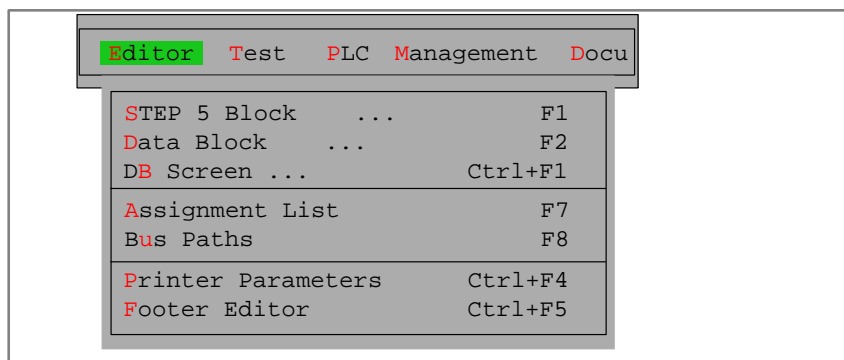 Editor Test PLC Management Docu
STEP 5 Block ... F1
Data Block ... F2
DB Screen ... Ctrl+F1
Assignment List F7
Bus Paths F8
Printer Parameters Ctrl+F4
Footer Editor Ctrl+F5